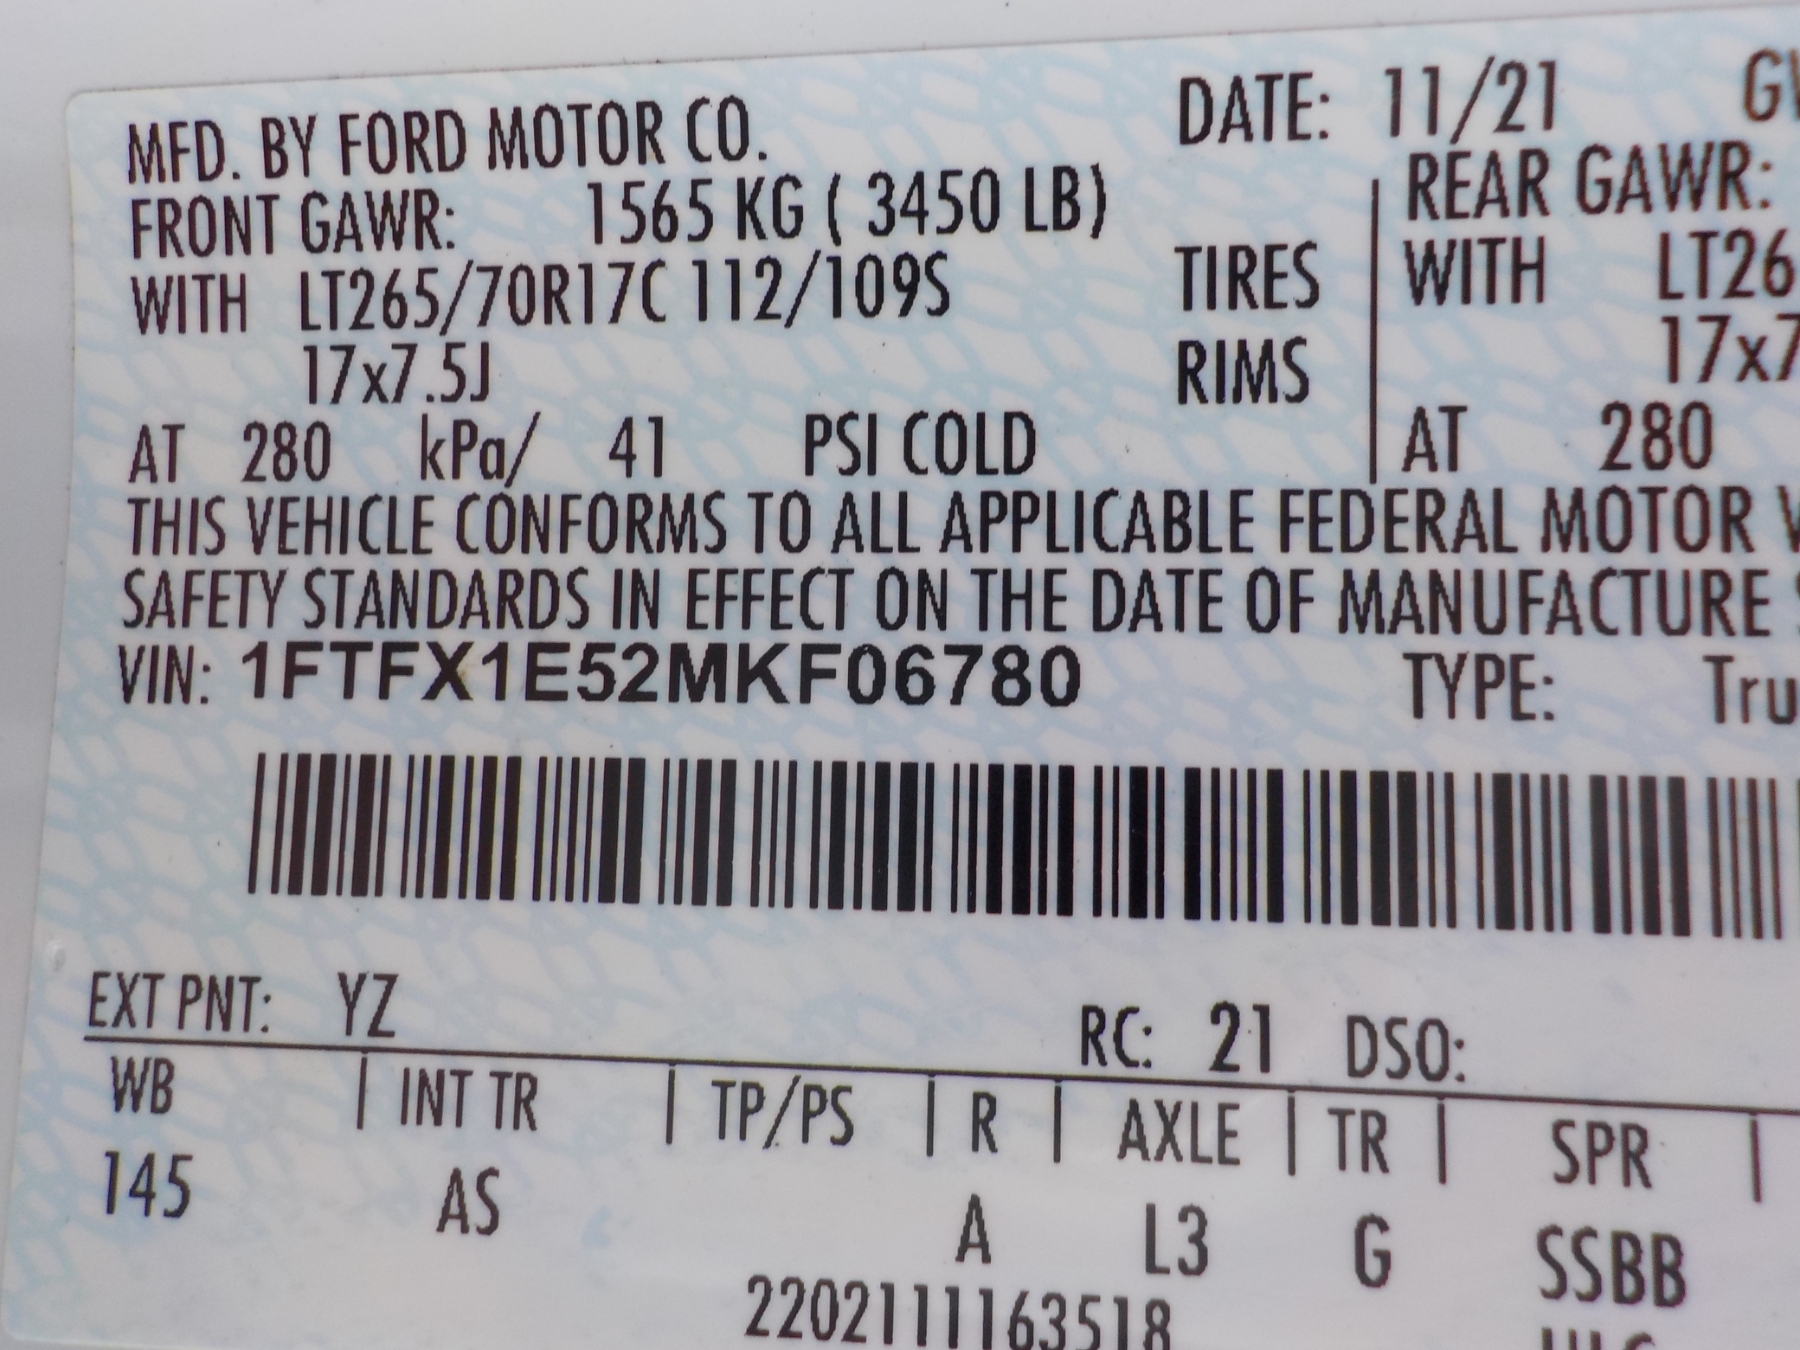 MFD. BY FORD MOTOR CO. DATE: 11/21
FRONT GAWR: 1565 KG ( 3450 LB) REAR GAWR:
WITH LT265/70R17C 112/109S TIRES WITH LT26
17x7.5J RIMS 17x7
AT 280 kPa/ 41 PSI COLD AT 280
THIS VEHICLE CONFORMS TO ALL APPLICABLE FEDERAL MOTOR
SAFETY STANDARDS IN EFFECT ON THE DATE OF MANUFACTURE
VIN: 1FTFX1E52MKF06780 TYPE: Tru
EXT PNT: YZ RC: 21 DSO:
WB | INT TR | TP/PS | R | AXLE | TR | SPR |
145 AS A L3 G SSBB
2202111163518